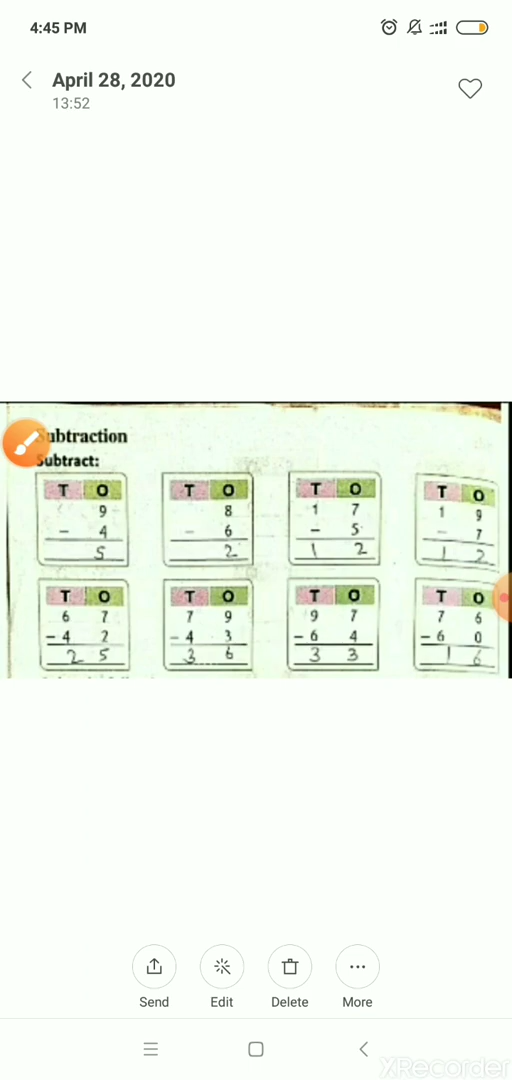 4:45 PM
April 28, 2020
13:52
ubtraction
Subtract:
T O T O T O T O
9 8 1 7 1 9
- 4 - 6 - 5 - 7
5 2 1 2 1 2
T O T O T O T O
6 7 7 9 9 7 7 6
- 4 2 - 4 3 - 6 4 - 6 0
2 5 3 6 3 3 1 6
Send Edit Delete More
XRecorder